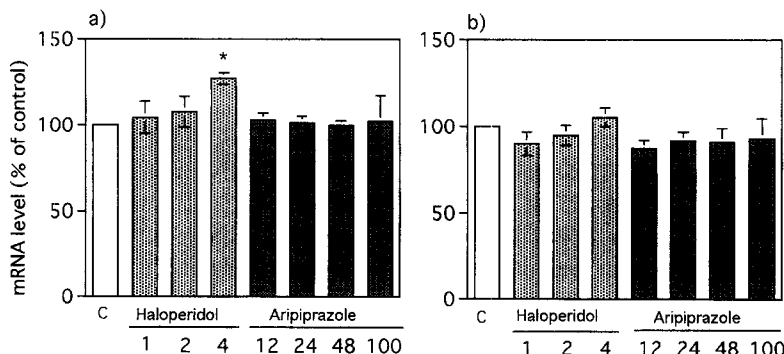 a)
mRNA level (% of control)
150
100
50
0
*
C
Haloperidol
Aripiprazole
1 2 4 12 24 48 100
b)
150
100
50
0
C
Haloperidol
Aripiprazole
1 2 4 12 24 48 100